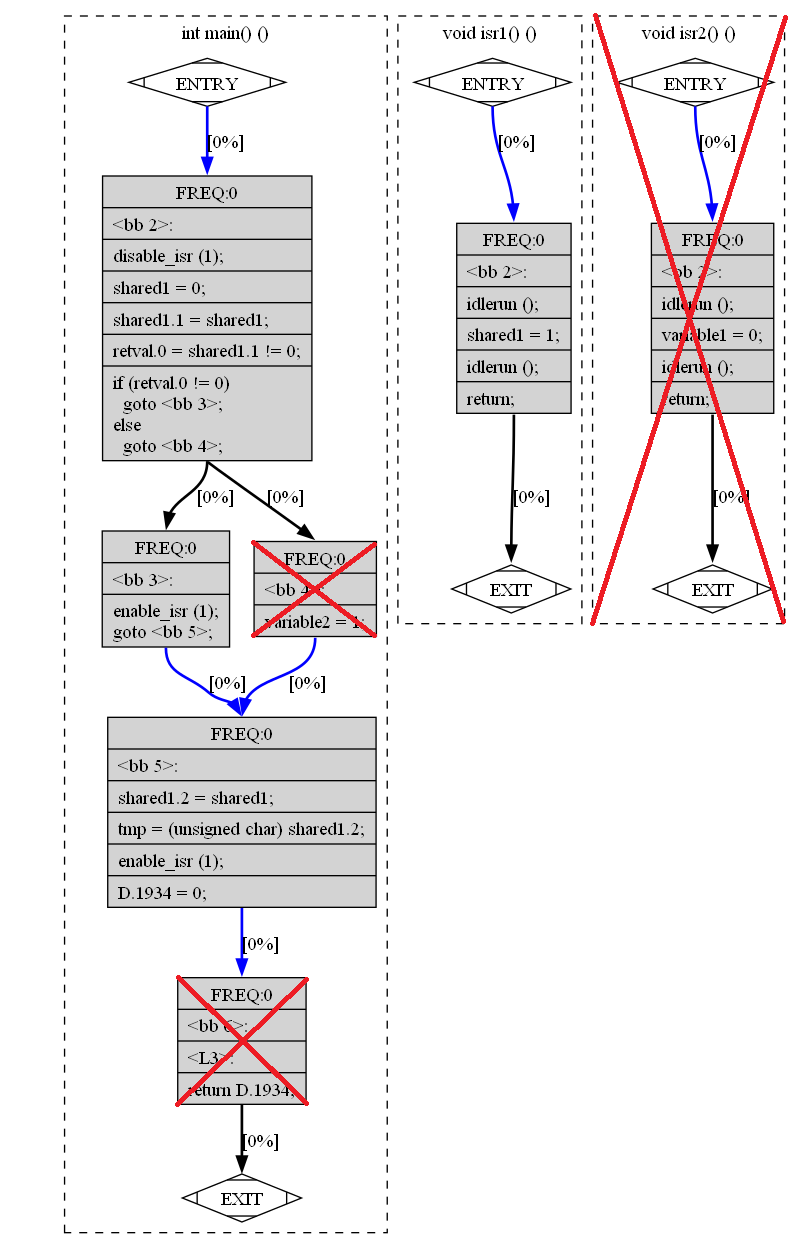 int main() ()
ENTRY
[0%]
FREQ:0
<bb 2>:
disable_isr (1);
shared1 = 0;
shared1.1 = shared1;
retval.0 = shared1.1 != 0;
if (retval.0 != 0)
goto <bb 3>;
else
goto <bb 4>;
[0%]
[0%]
FREQ:0
<bb 3>:
enable_isr (1);
goto <bb 5>;
FREQ:0
<bb 4>:
variable2 = 1;
[0%]
[0%]
FREQ:0
<bb 5>:
shared1.2 = shared1;
tmp = (unsigned char) shared1.2;
enable_isr (1);
D.1934 = 0;
[0%]
FREQ:0
<bb 6>:
<L3>:
return D.1934;
[0%]
EXIT
void isr1() ()
ENTRY
[0%]
FREQ:0
<bb 2>:
idlerun ();
shared1 = 1;
idlerun ();
return;
[0%]
EXIT
void isr2() ()
ENTRY
[0%]
FREQ:0
<bb 2>:
idlerun ();
variable1 = 0;
idlerun ();
return;
[0%]
EXIT